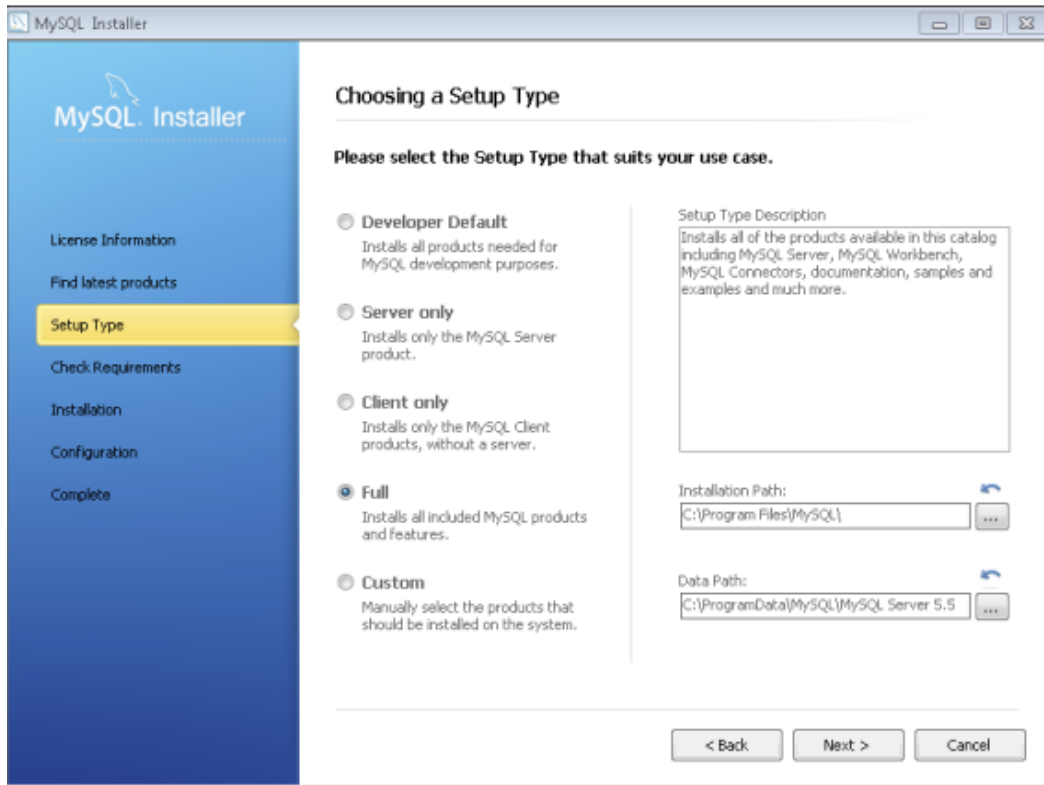 MySQL Installer
MySQL. Installer
License Information
Find latest products
Setup Type
Check Requirements
Installation
Configuration
Complete
Choosing a Setup Type
Please select the Setup Type that suits your use case.
Developer Default
Installs all products needed for
MySQL development purposes.
Server only
Installs only the MySQL Server
product.
Client only
Installs only the MySQL Client
products, without a server.
Full
Installs all included MySQL products
and features.
Custom
Manually select the products that
should be installed on the system.
Setup Type Description
Installs all of the products available in this catalog
including MySQL Server, MySQL Workbench,
MySQL Connectors, documentation, samples and
examples and much more.
Installation Path:
C:\Program Files\MySQL\
...
Data Path:
C:\ProgramData\MySQL\MySQL Server 5.5
...
< Back
Next >
Cancel